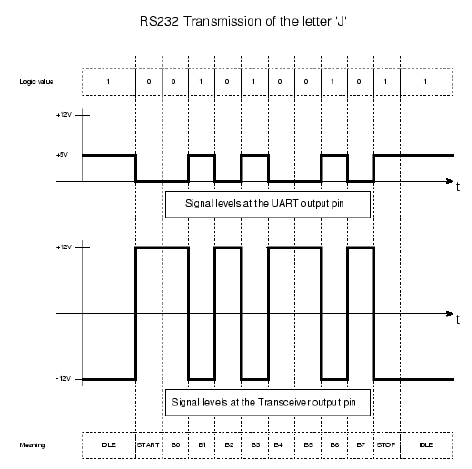 RS232 Transmission of the letter 'J'
Logic value 1 0 0 1 0 1 0 0 1 0 1 1
+12V
+5V
t
Signal levels at the UART output pin
+12V
t
-12V
Signal levels at the Transceiver output pin
Meaning IDLE START B0 B1 B2 B3 B4 B5 B6 B7 STOP IDLE